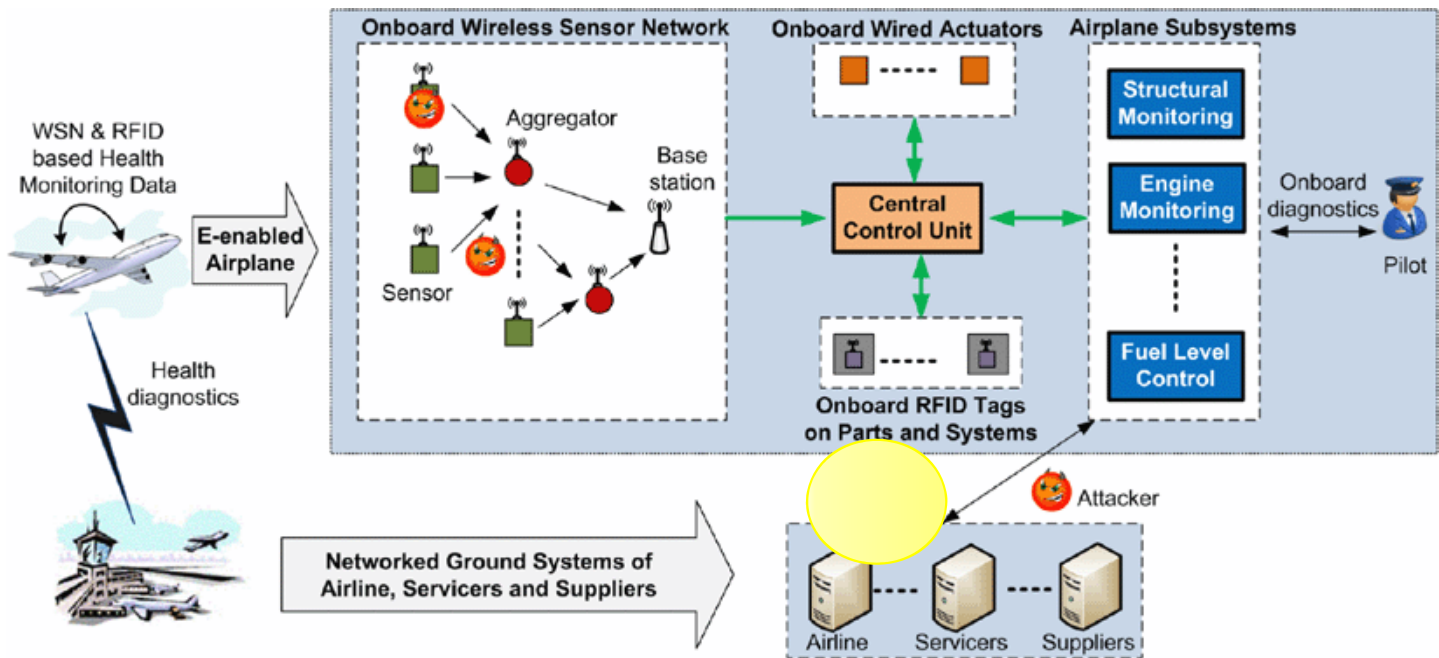 Onboard Wireless Sensor Network
Onboard Wired Actuators
Airplane Subsystems
WSN & RFID
based Health
Monitoring Data
E-enabled
Airplane
Aggregator
Base
station
Sensor
Central
Control Unit
Structural
Monitoring
Engine
Monitoring
Fuel Level
Control
Onboard
diagnostics
Pilot
Onboard RFID Tags
on Parts and Systems
Health
diagnostics
Attacker
Networked Ground Systems of
Airline, Servicers and Suppliers
Airline
Servicers
Suppliers